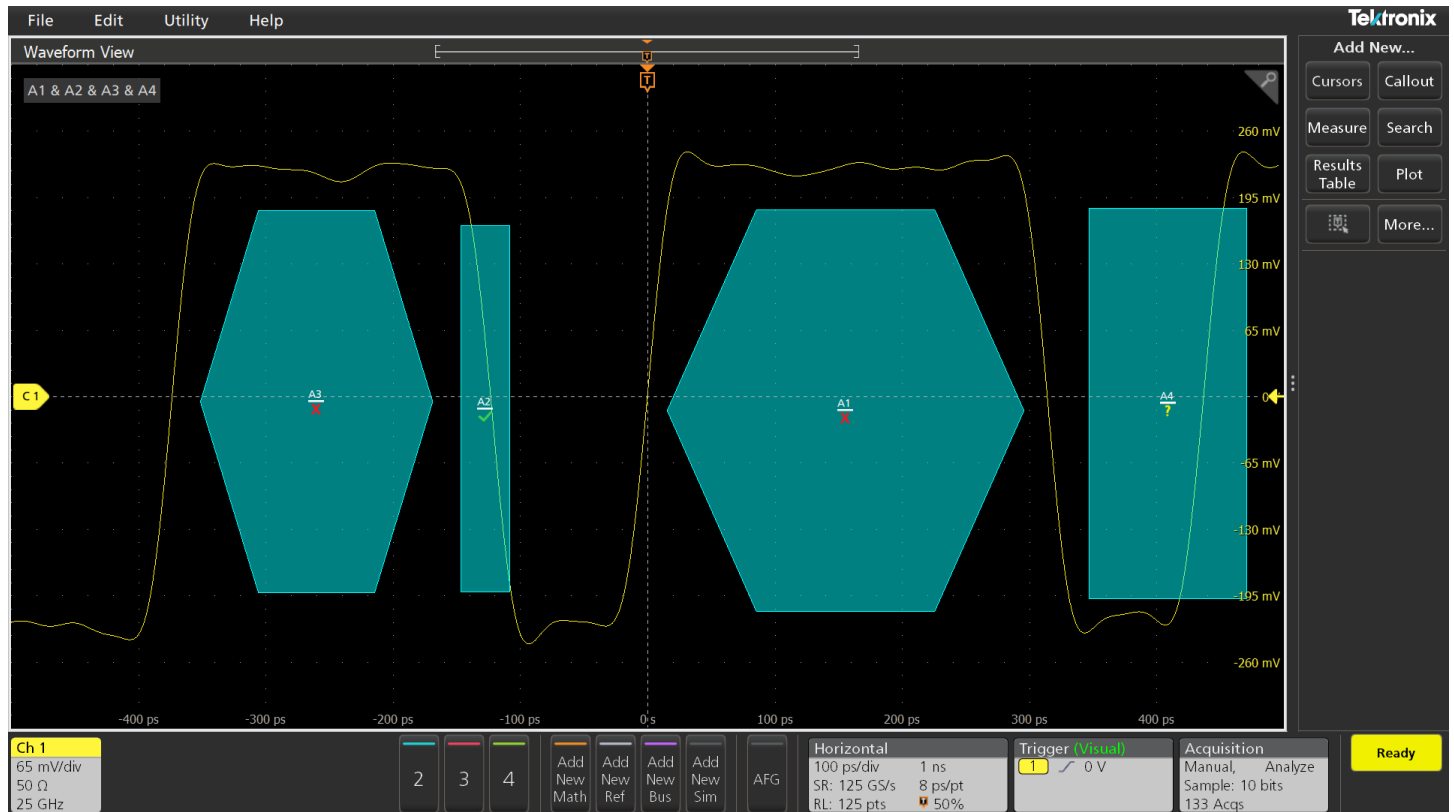 File Edit Utility Help
Tektronix
Waveform View
Add New...
T
T
A1 & A2 & A3 & A4
Cursors Callout
260 mV
Measure Search
Results Table Plot
195 mV
More...
130 mV
65 mV
C 1
A3
X
A2
A1
X
A4
?
0
-65 mV
-130 mV
-195 mV
-260 mV
-400 ps -300 ps -200 ps -100 ps 0 s 100 ps 200 ps 300 ps 400 ps
Ch 1
65 mV/div
50 Ω
25 GHz
2 3 4
Add New Math
Add New Ref
Add New Bus
Add New Sim
AFG
Horizontal
100 ps/div 1 ns
SR: 125 GS/s 8 ps/pt
RL: 125 pts 50%
Trigger (Visual)
1 0 V
Acquisition
Manual, Analyze
Sample: 10 bits
133 Acqs
Ready